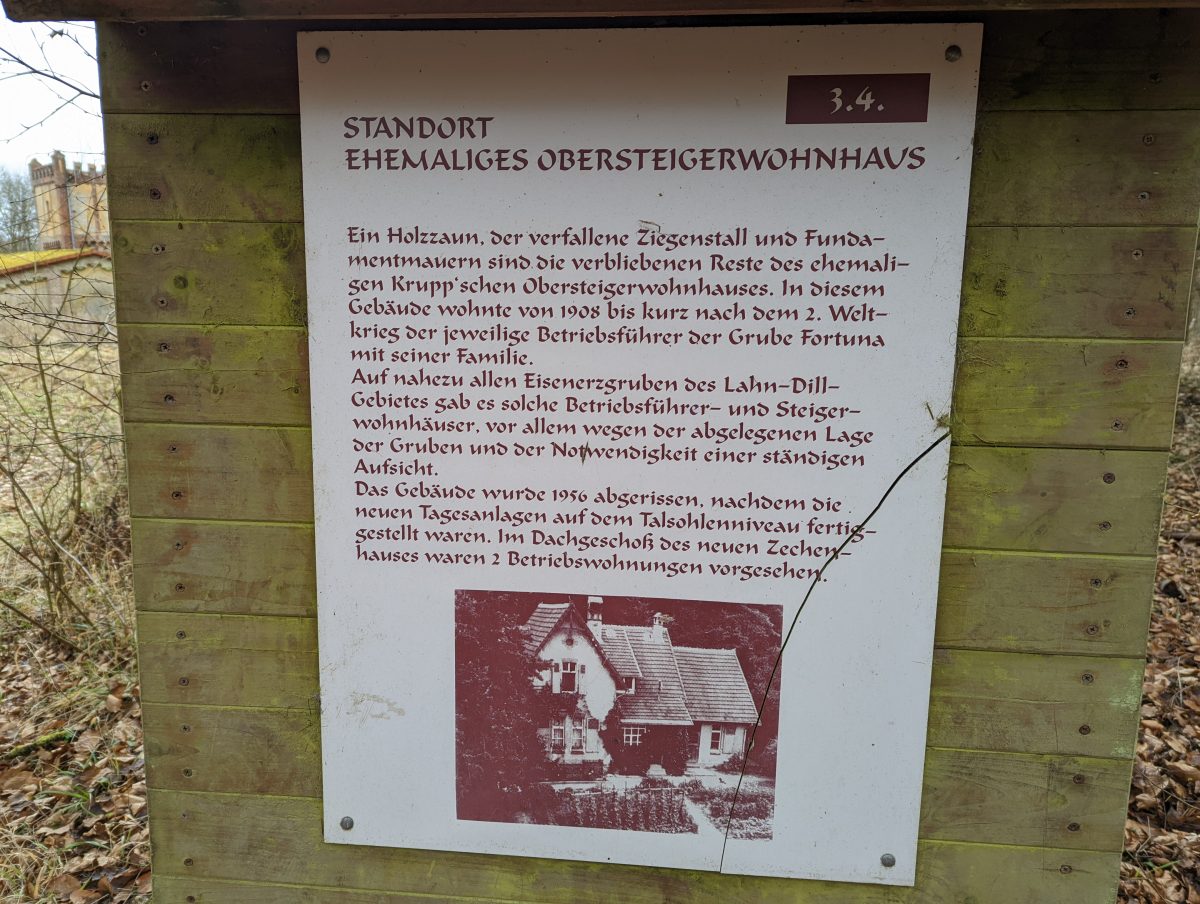 3.4.
STANDORT
EHEMALIGES OBERSTEIGERWOHNHAUS
Ein Holzzaun, der verfallene Ziegenstall und Funda-
mentmauern sind die verbliebenen Reste des ehemali-
gen Krupp'schen Obersteigerwohnhauses. In diesem
Gebäude wohnte von 1908 bis kurz nach dem 2. Welt-
krieg der jeweilige Betriebsführer der Grube Fortuna
mit seiner Familie.
Auf nahezu allen Eisenerzgruben des Lahn-Dill-
Gebietes gab es solche Betriebsführer- und Steiger-
wohnhäuser, vor allem wegen der abgelegenen Lage
der Gruben und der Notwendigkeit einer ständigen
Aufsicht.
Das Gebäude wurde 1956 abgerissen, nachdem die
neuen Tagesanlagen auf dem Talsohlenniveau fertig-
gestellt waren. Im Dachgeschoß des neuen Zechen-
hauses waren 2 Betriebswohnungen vorgesehen.